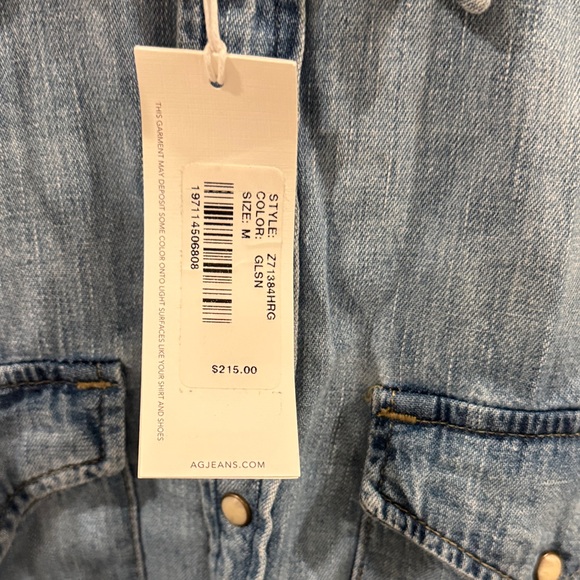 THIS GARMENT MAY DEPOSIT SOME COLOR ONTO LIGHT SURFACES LIKE YOUR SHIRT AND SHOES
STYLE: Z71384HRG
COLOR: GLSN
SIZE: M
197114506808
$215.00
AGJEANS.COM